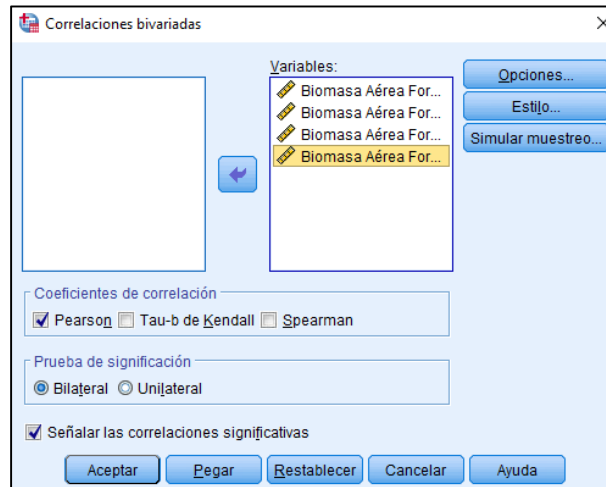 Correlaciones bivariadas
Variables:
Biomasa Aérea For...
Biomasa Aérea For...
Biomasa Aérea For...
Biomasa Aérea For...
Opciones...
Estilo...
Simular muestreo...
Coeficientes de correlación
Pearson Tau-b de Kendall Spearman
Prueba de significación
Bilateral Unilateral
Señalar las correlaciones significativas
Aceptar Pegar Restablecer Cancelar Ayuda